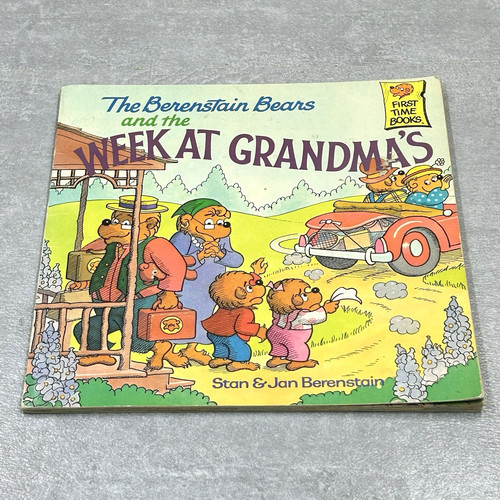 The Berenstain Bears
and the
WEEK AT GRANDMA'S
FIRST
TIME
BOOKS
Stan & Jan Berenstain